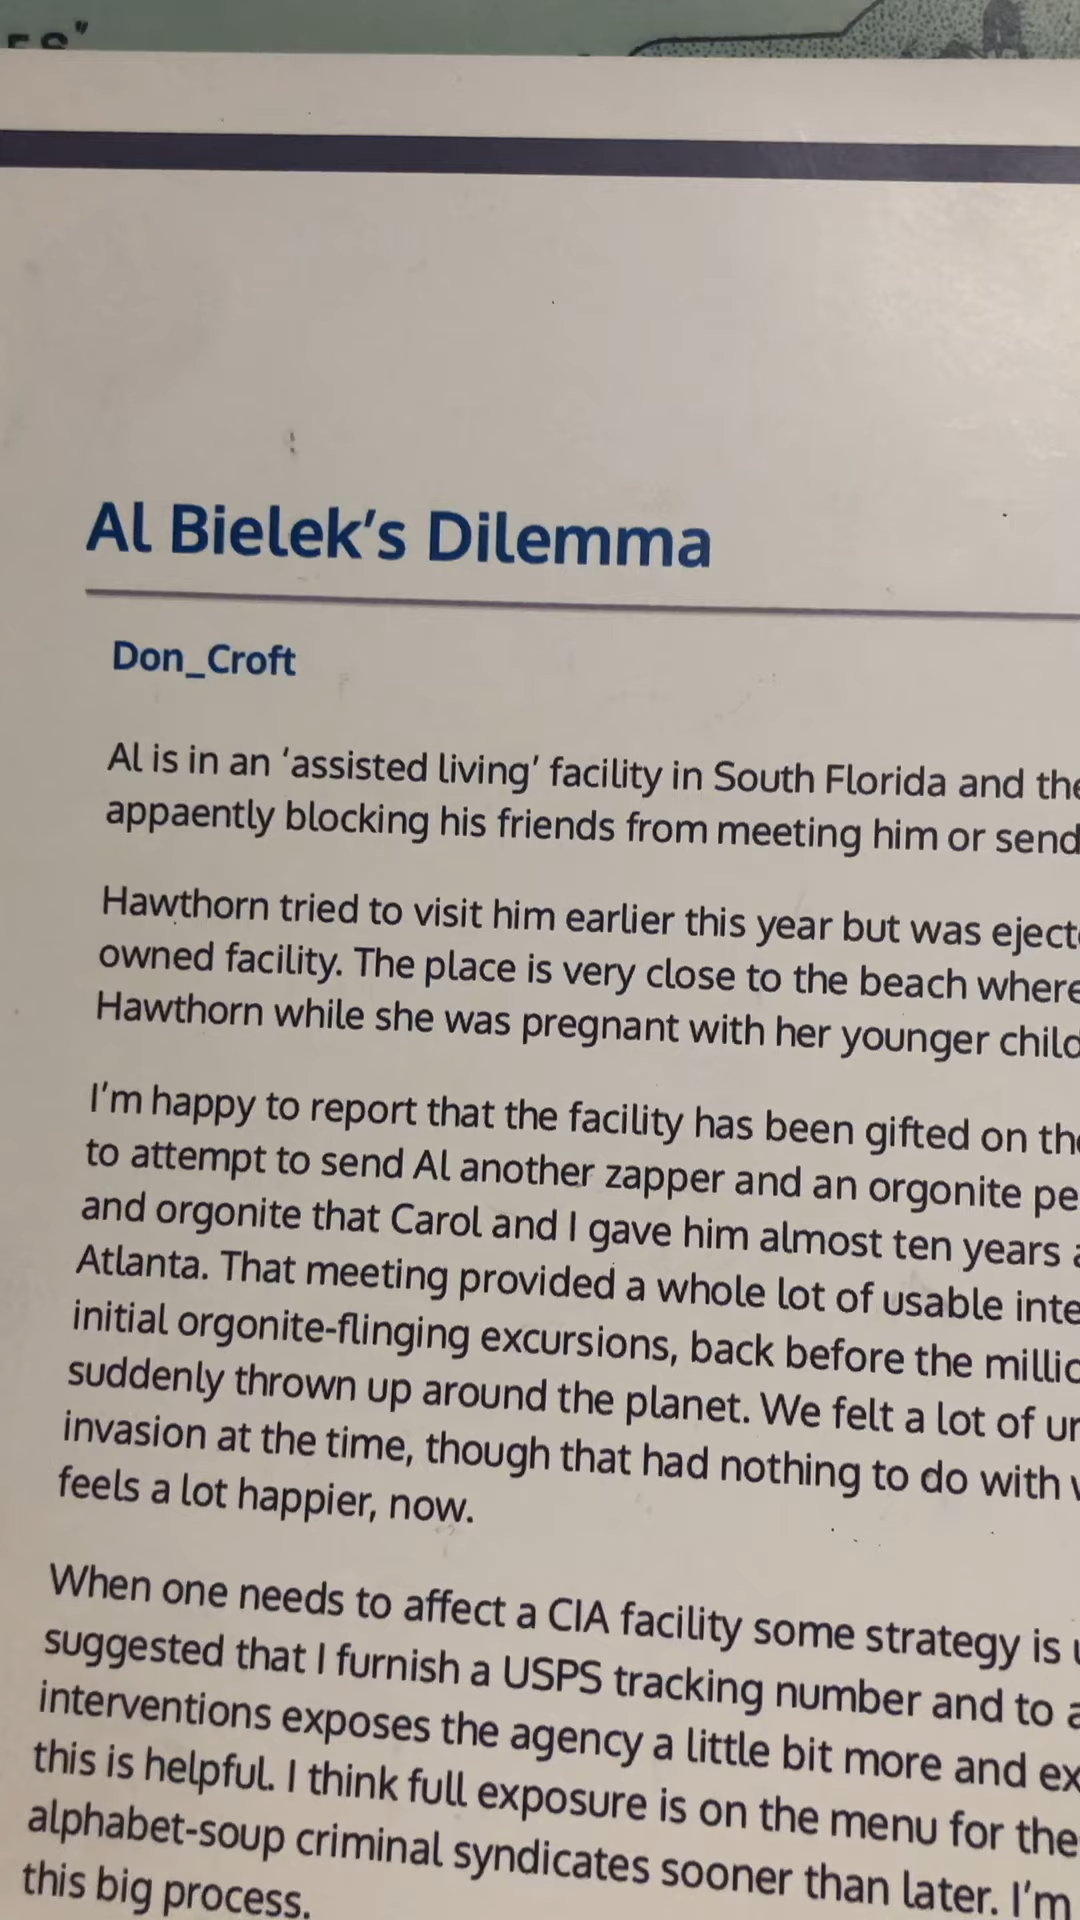 ES"
Al Bielek's Dilemma
Don_Croft
Al is in an 'assisted living' facility in South Florida and the
appaently blocking his friends from meeting him or send
Hawthorn tried to visit him earlier this year but was eject
owned facility. The place is very close to the beach where
Hawthorn while she was pregnant with her younger child
I'm happy to report that the facility has been gifted on the
to attempt to send Al another zapper and an orgonite pe
and orgonite that Carol and I gave him almost ten years a
Atlanta. That meeting provided a whole lot of usable inte
initial orgonite-flinging excursions, back before the millio
suddenly thrown up around the planet. We felt a lot of ur
invasion at the time, though that had nothing to do with
feels a lot happier, now.
When one needs to affect a CIA facility some strategy is
suggested that I furnish a USPS tracking number and to a
interventions exposes the agency a little bit more and ex
this is helpful. I think full exposure is on the menu for the
alphabet-soup criminal syndicates sooner than later. I'm
this big process.